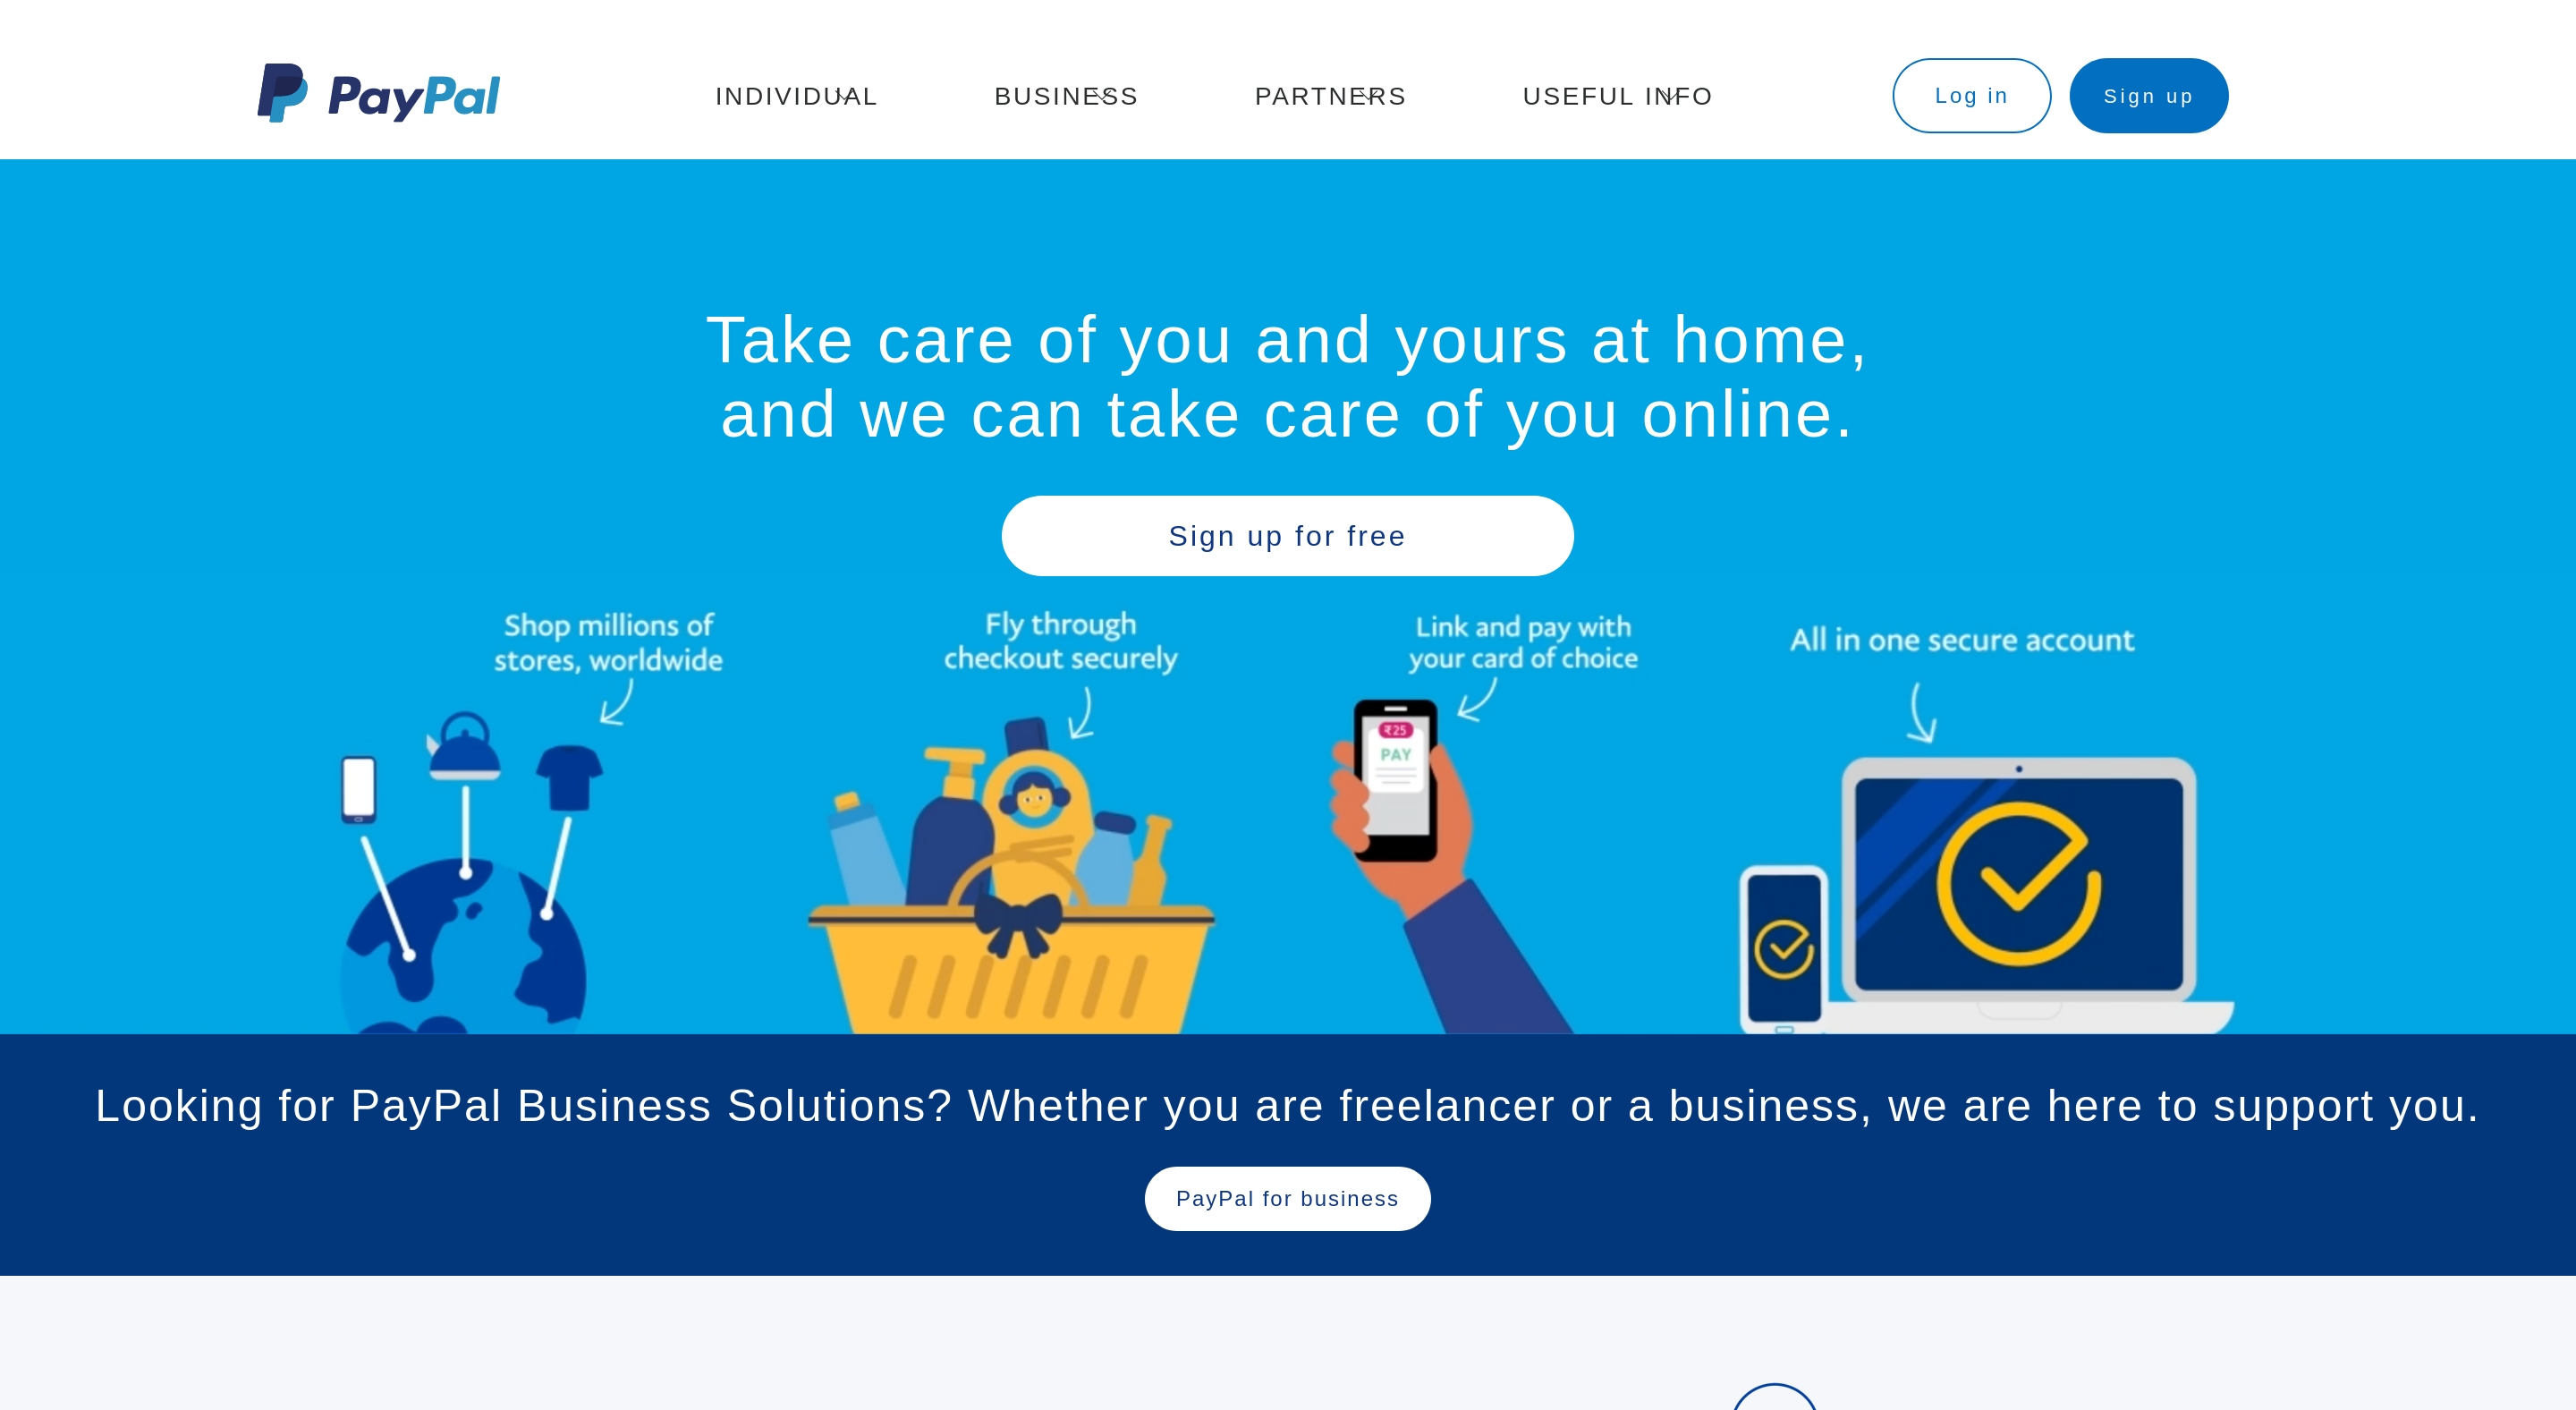 PayPal
INDIVIDUAL
BUSINESS
PARTNERS
USEFUL INFO
Log in
Sign up
Take care of you and yours at home,
and we can take care of you online.
Sign up for free
Shop millions of
stores, worldwide
Fly through
checkout securely
Link and pay with
your card of choice
All in one secure account
₹25
PAY
Looking for PayPal Business Solutions? Whether you are freelancer or a business, we are here to support you.
PayPal for business